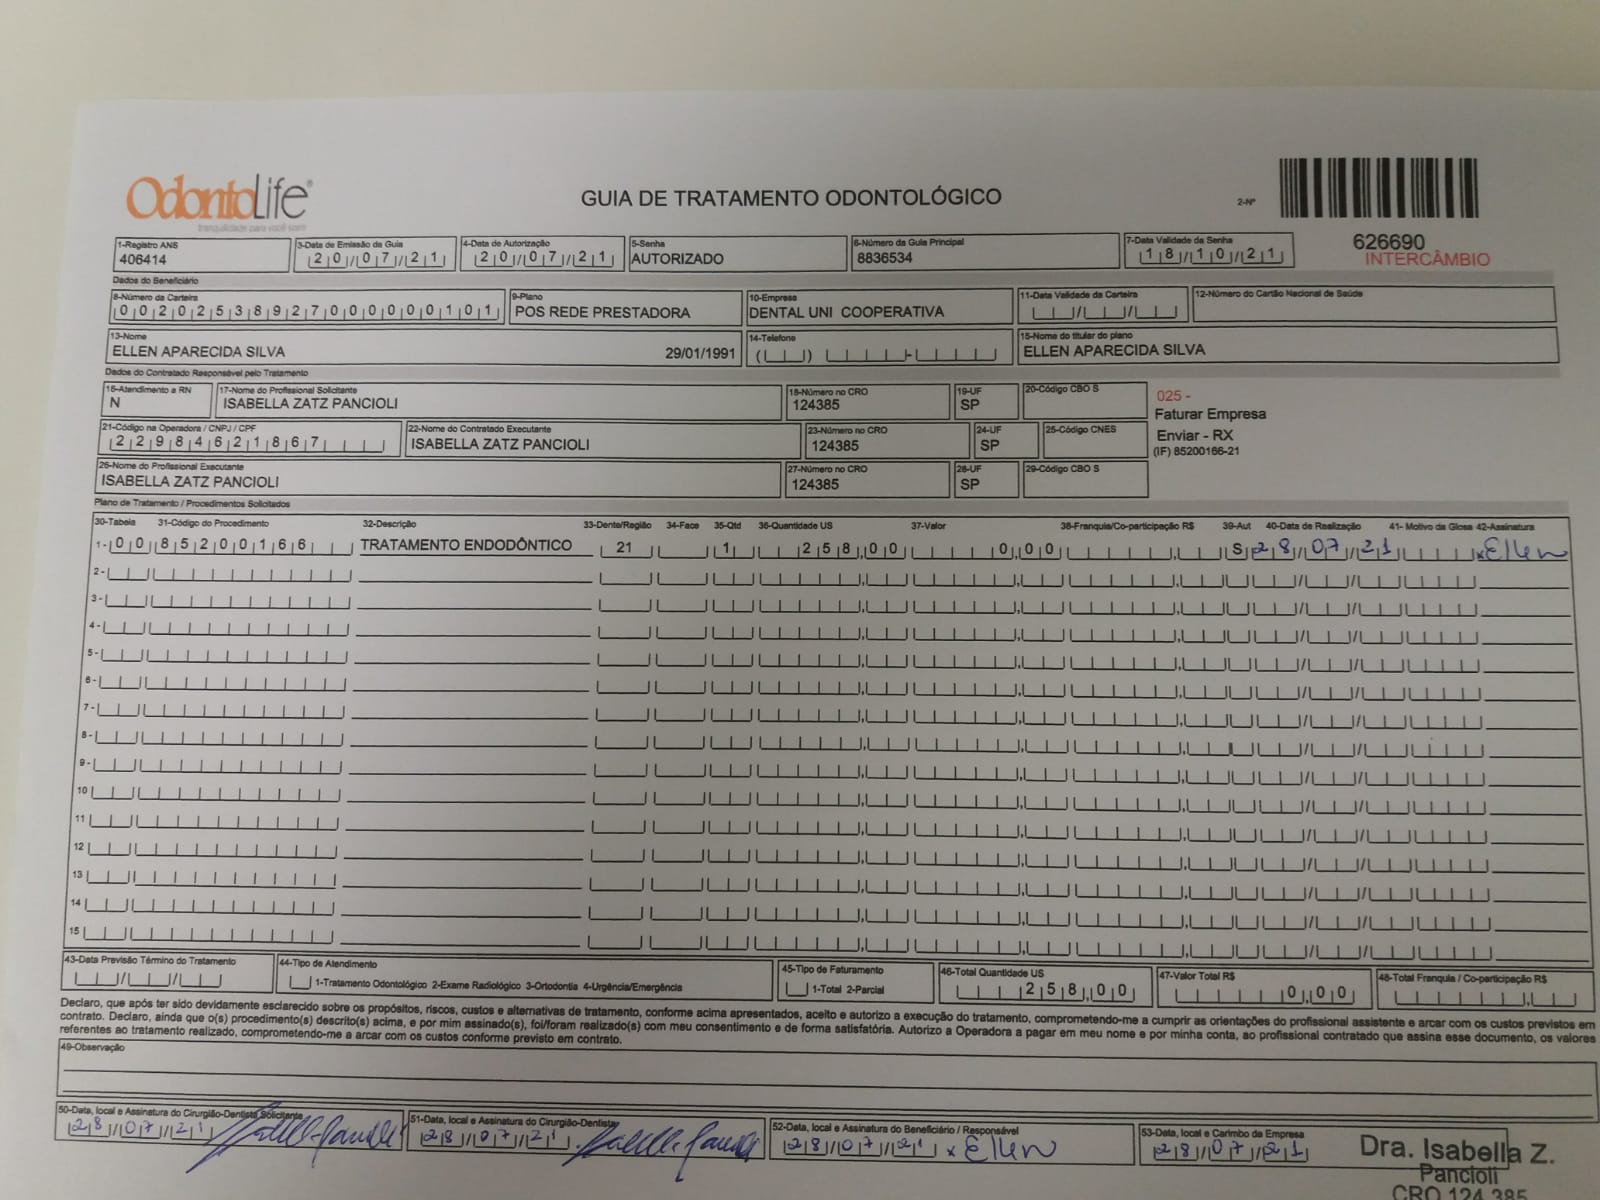 OdontoLife®
tranquilidade para você sorrir
GUIA DE TRATAMENTO ODONTOLÓGICO
2-Nº
626690
INTERCÂMBIO
1-Registro ANS
406414
3-Data de Emissão da Guia
20/07/21
4-Data de Autorização
20/07/21
5-Senha
AUTORIZADO
6-Número da Guia Principal
8836534
7-Data Validade da Senha
18/10/21
Dados do Beneficiário
8-Número da Carteira
00202538927000000101
9-Plano
POS REDE PRESTADORA
10-Empresa
DENTAL UNI COOPERATIVA
11-Data Validade da Carteira
12-Número do Cartão Nacional de Saúde
13-Nome
ELLEN APARECIDA SILVA 29/01/1991
14-Telefone
15-Nome do titular do plano
ELLEN APARECIDA SILVA
Dados do Contratado Responsável pelo Tratamento
16-Atendimento a RN
N
17-Nome do Profissional Solicitante
ISABELLA ZATZ PANCIOLI
18-Número no CRO
124385
19-UF
SP
20-Código CBO S
025 -
Faturar Empresa
Enviar - RX
(IF) 85200166-21
21-Código na Operadora / CNPJ / CPF
22984621867
22-Nome do Contratado Executante
ISABELLA ZATZ PANCIOLI
23-Número no CRO
124385
24-UF
SP
25-Código CNES
26-Nome do Profissional Executante
ISABELLA ZATZ PANCIOLI
27-Número no CRO
124385
28-UF
SP
29-Código CBO S
Plano de Tratamento / Procedimentos Solicitados
30-Tabela 31-Código do Procedimento 32-Descrição 33-Dente/Região 34-Face 35-Qtd 36-Quantidade US 37-Valor 38-Franquia/Co-participação R$ 39-Aut 40-Data de Realização 41- Motivo da Glosa 42-Assinatura
1- 00 85200166 TRATAMENTO ENDODÔNTICO 21 1 258,00 0,00 S 28/07/21 x Ellen
2-
3-
4-
5-
6-
7-
8-
9-
10
11
12
13
14
15
43-Data Previsão Término do Tratamento
44-Tipo de Atendimento
1-Tratamento Odontológico 2-Exame Radiológico 3-Ortodontia 4-Urgência/Emergência
45-Tipo de Faturamento
1-Total 2-Parcial
46-Total Quantidade US
258,00
47-Valor Total R$
0,00
48-Total Franquia / Co-participação R$
Declaro, que após ter sido devidamente esclarecido sobre os propósitos, riscos, custos e alternativas de tratamento, conforme acima apresentados, aceito e autorizo a execução do tratamento, comprometendo-me a cumprir as orientações do profissional assistente e arcar com os custos previstos em
contrato. Declaro, ainda que o(s) procedimento(s) descrito(s) acima, e por mim assinado(s), foi/foram realizado(s) com meu consentimento e de forma satisfatória. Autorizo a Operadora a pagar em meu nome e por minha conta, ao profissional contratado que assina esse documento, os valores
referentes ao tratamento realizado, comprometendo-me a arcar com os custos conforme previsto em contrato.
49-Observação
50-Data, local e Assinatura do Cirurgião-Dentista Solicitante
28/07/21
51-Data, local e Assinatura do Cirurgião-Dentista
28/07/21
52-Data, local e Assinatura do Beneficiário / Responsável
28/07/21 x Ellen
53-Data, local e Carimbo da Empresa
28/07/21
Dra. Isabella Z.
Pancioli
CRO 124.385